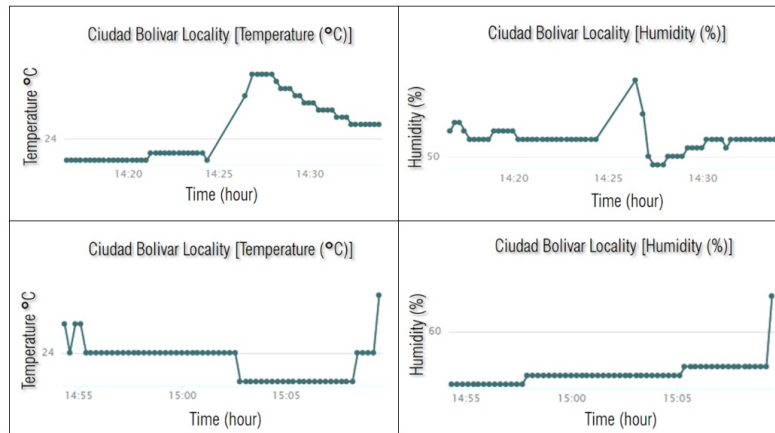 Ciudad Bolivar Locality [Temperature (°C)]
Temperature °C
24
14:20
14:25
14:30
Time (hour)
Ciudad Bolivar Locality [Humidity (%)]
Humidity (%)
50
14:20
14:25
14:30
Time (hour)
Ciudad Bolivar Locality [Temperature (°C)]
Temperature °C
24
14:55
15:00
15:05
Time (hour)
Ciudad Bolivar Locality [Humidity (%)]
Humidity (%)
60
14:55
15:00
15:05
Time (hour)